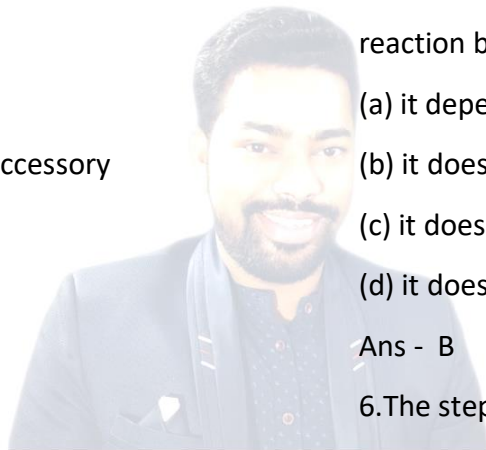 reaction b
(a) it depe
ccessory
(b) it does
(c) it does
(d) it does
Ans - B
6.The step